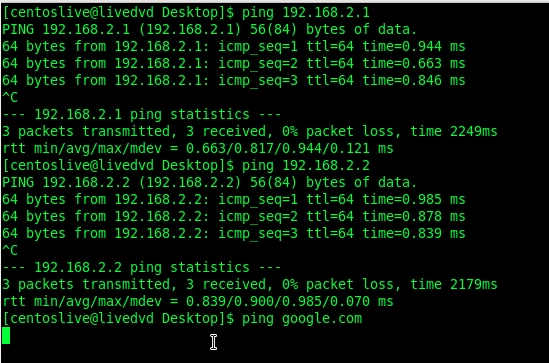 [centoslive@livedvd Desktop]$ ping 192.168.2.1
PING 192.168.2.1 (192.168.2.1) 56(84) bytes of data.
64 bytes from 192.168.2.1: icmp_seq=1 ttl=64 time=0.944 ms
64 bytes from 192.168.2.1: icmp_seq=2 ttl=64 time=0.663 ms
64 bytes from 192.168.2.1: icmp_seq=3 ttl=64 time=0.846 ms
^C
--- 192.168.2.1 ping statistics ---
3 packets transmitted, 3 received, 0% packet loss, time 2249ms
rtt min/avg/max/mdev = 0.663/0.817/0.944/0.121 ms
[centoslive@livedvd Desktop]$ ping 192.168.2.2
PING 192.168.2.2 (192.168.2.2) 56(84) bytes of data.
64 bytes from 192.168.2.2: icmp_seq=1 ttl=64 time=0.985 ms
64 bytes from 192.168.2.2: icmp_seq=2 ttl=64 time=0.878 ms
64 bytes from 192.168.2.2: icmp_seq=3 ttl=64 time=0.839 ms
^C
--- 192.168.2.2 ping statistics ---
3 packets transmitted, 3 received, 0% packet loss, time 2179ms
rtt min/avg/max/mdev = 0.839/0.900/0.985/0.070 ms
[centoslive@livedvd Desktop]$ ping google.com